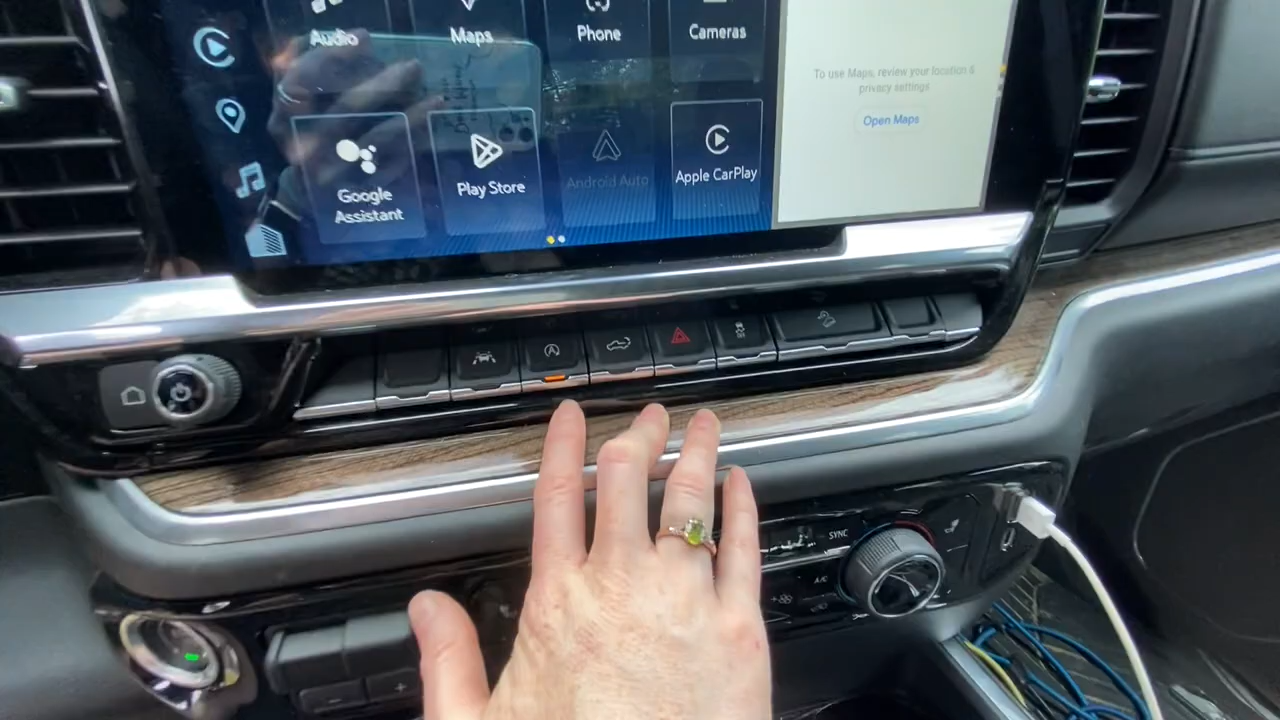 Audio
Maps
Phone
Cameras
To use Maps, review your location &
privacy settings
Open Maps
Google
Assistant
Play Store
Android Auto
Apple CarPlay
SYNC
A/C
+